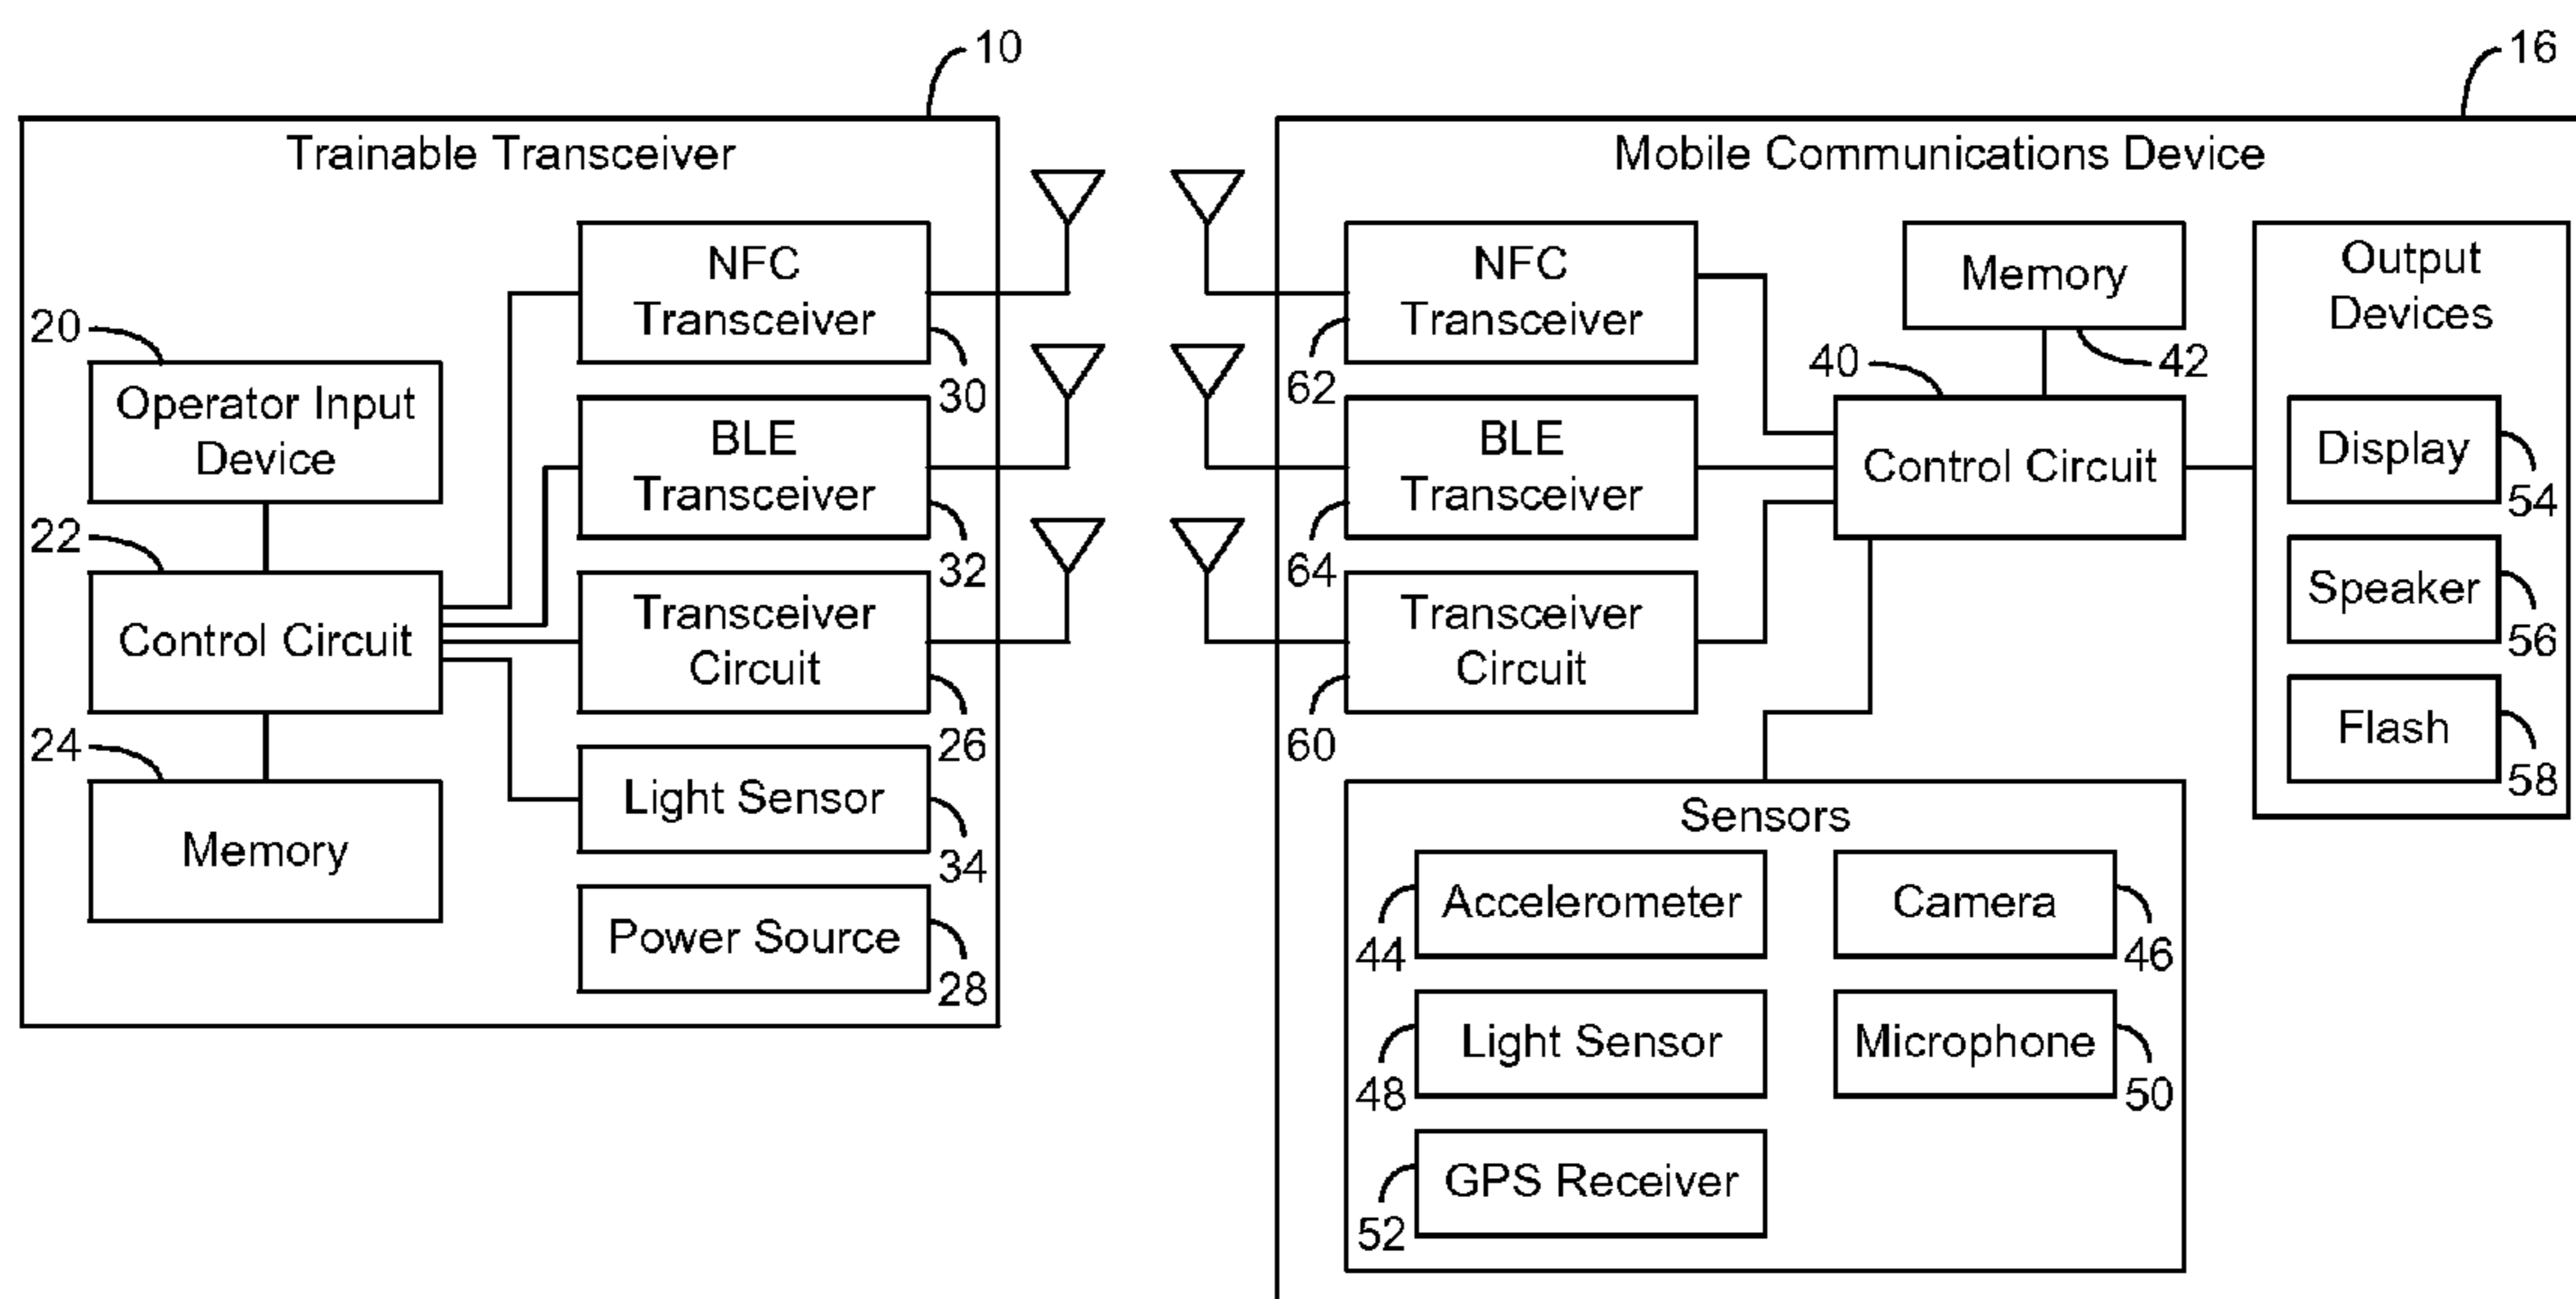 10
Trainable Transceiver
NFC
Transceiver
30
20
Operator Input
Device
BLE
Transceiver
32
22
Control Circuit
Transceiver
Circuit
26
24
Memory
Light Sensor
34
Power Source
28
16
Mobile Communications Device
NFC
Transceiver
62
Memory
42
40
Control Circuit
BLE
Transceiver
64
Transceiver
Circuit
60
Output
Devices
Display
54
Speaker
56
Flash
58
Sensors
Accelerometer
44
Camera
46
Light Sensor
48
Microphone
50
GPS Receiver
52